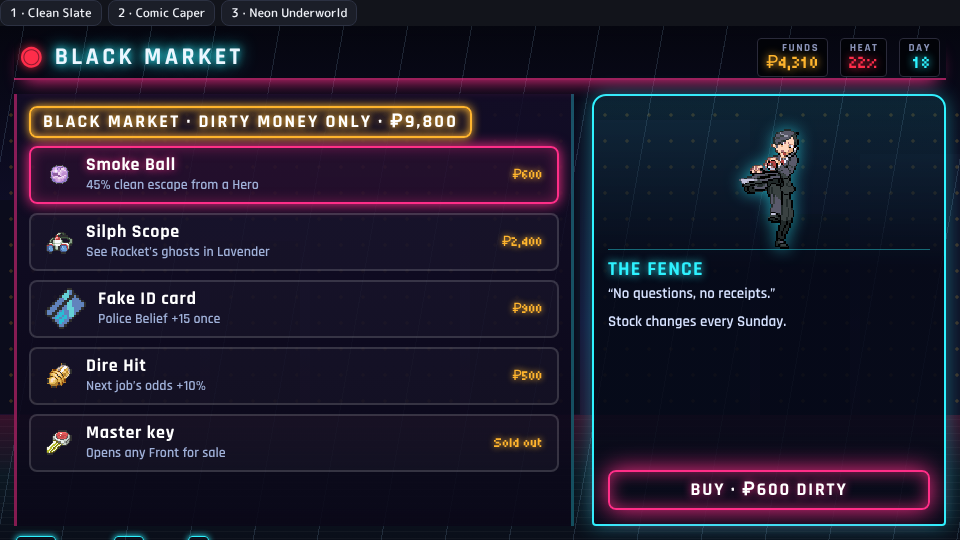 1 · Clean Slate
2 · Comic Caper
3 · Neon Underworld
BLACK MARKET
FUNDS
₽4,310
HEAT
22%
DAY
18
BLACK MARKET · DIRTY MONEY ONLY · ₽9,800
Smoke Ball
45% clean escape from a Hero
₽600
Silph Scope
See Rocket's ghosts in Lavender
₽2,400
Fake ID card
Police Belief +15 once
₽900
Dire Hit
Next job's odds +10%
₽500
Master key
Opens any Front for sale
Sold out
THE FENCE
“No questions, no receipts.”
Stock changes every Sunday.
BUY · ₽600 DIRTY